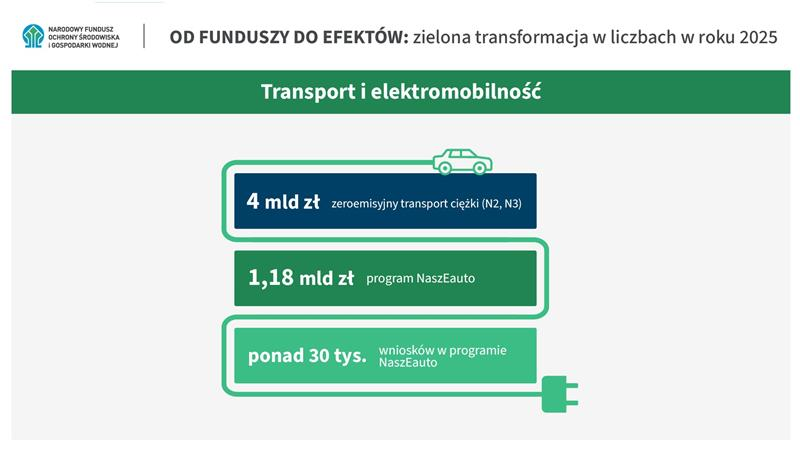 NARODOWY FUNDUSZ
OCHRONY ŚRODOWISKA
i GOSPODARKI WODNEJ
OD FUNDUSZY DO EFEKTÓW: zielona transformacja w liczbach w roku 2025
Transport i elektromobilność
4 mld zł zeroemisyjny transport ciężki (N2, N3)
1,18 mld zł program NaszEauto
ponad 30 tys. wniosków w programie
NaszEauto